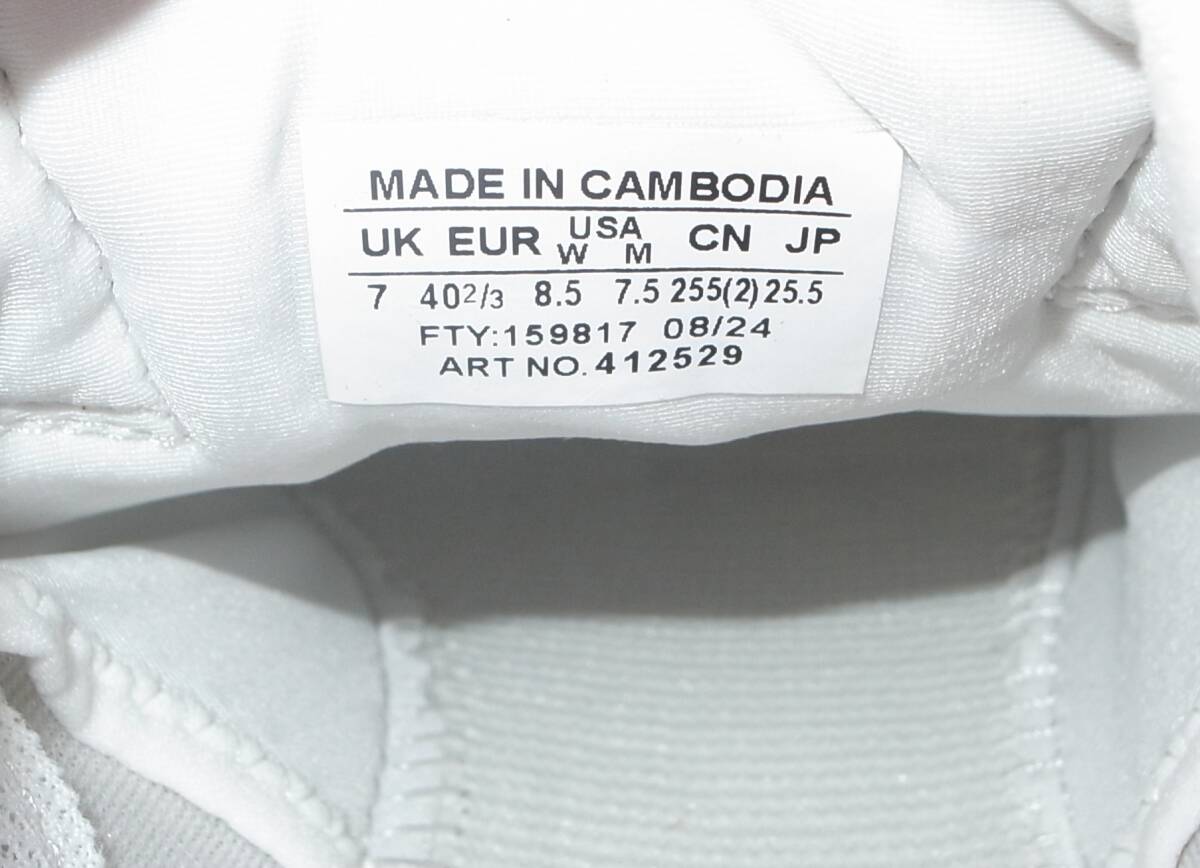 MADE IN CAMBODIA
UK EUR USA W M CN JP
7 40 2/3 8.5 7.5 255(2) 25.5
FTY:159817 08/24
ART NO. 412529